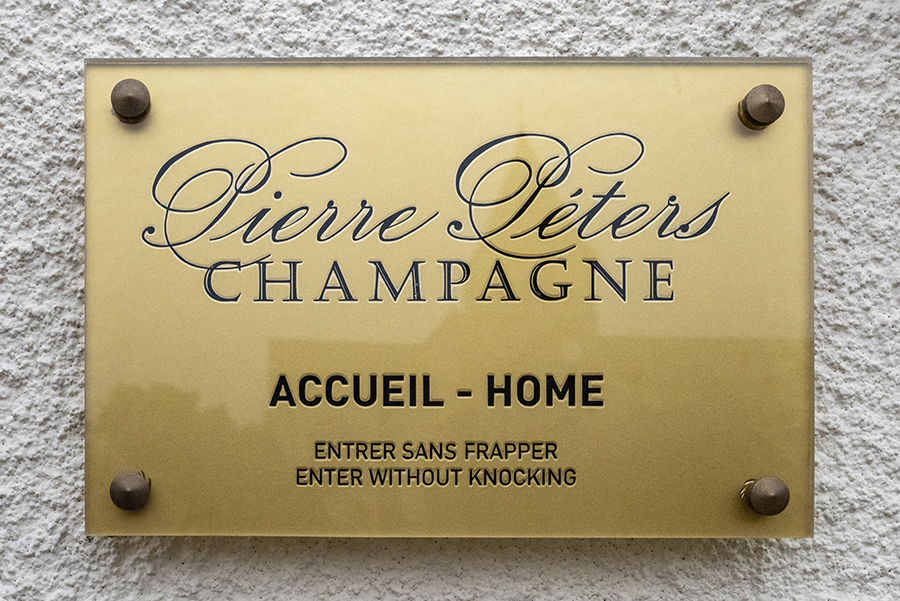 Pierre Péters
CHAMPAGNE
ACCUEIL - HOME
ENTRER SANS FRAPPER
ENTER WITHOUT KNOCKING